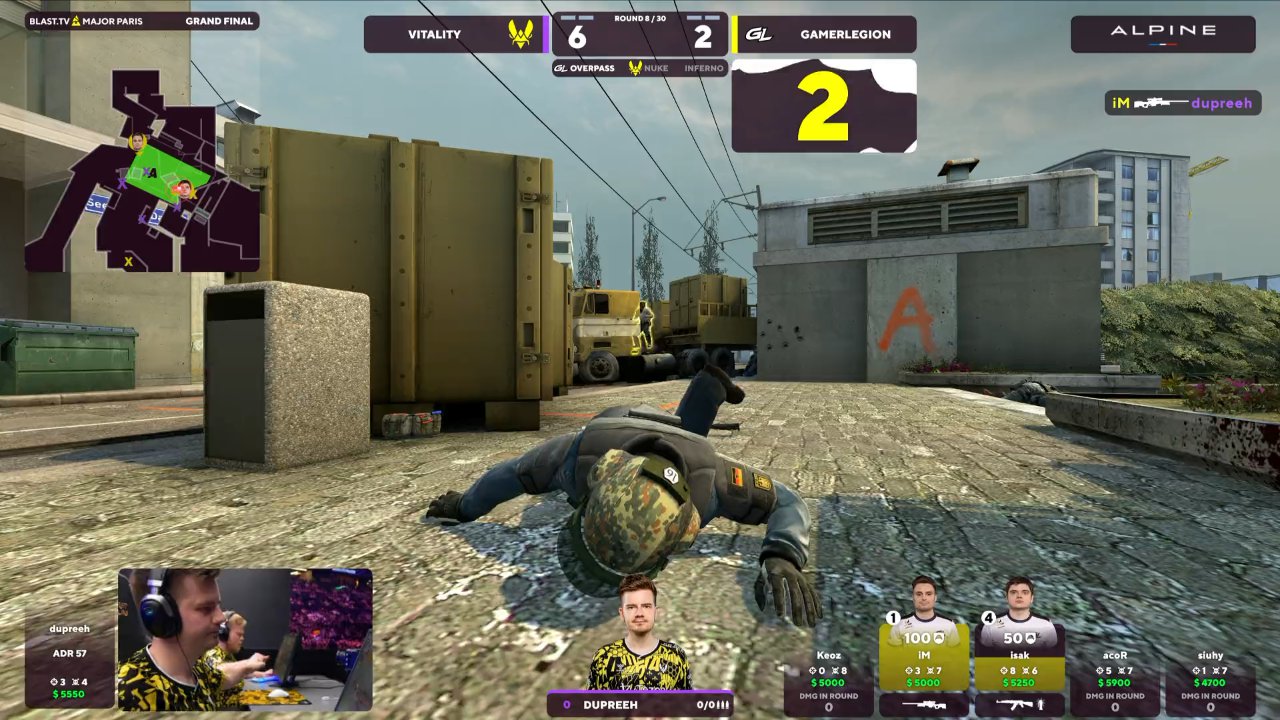 BLAST.TV MAJOR PARIS GRAND FINAL
VITALITY 6 ROUND 8 / 30 2 GL GAMERLEGION
GL OVERPASS NUKE INFERNO
ALPINE
2
iM dupreeh
A
A
16
dupreeh
ADR 57
3 4
$ 5550
0 DUPREEH 0/0
Keoz
0 8
$ 5000
DMG IN ROUND
0
1
100
iM
3 7
$ 5000
4
50
isak
8 6
$ 5250
acoR
5 7
$ 5900
DMG IN ROUND
0
siuhy
1 7
$ 4700
DMG IN ROUND
0